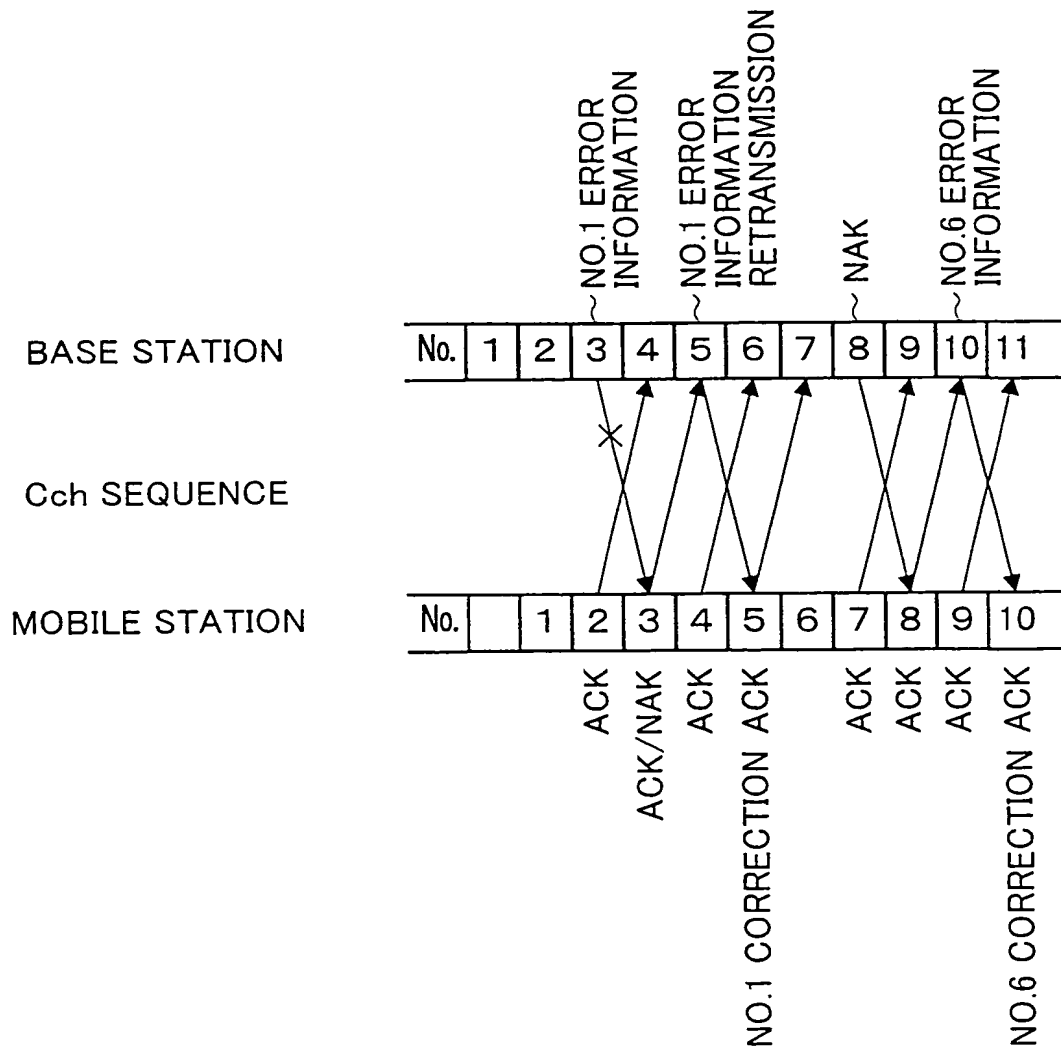 NO.1 ERROR
INFORMATION
NO.1 ERROR
INFORMATION
RETRANSMISSION
NAK
NO.6 ERROR
INFORMATION
BASE STATION
No. 1 2 3 4 5 6 7 8 9 10 11
Cch SEQUENCE
MOBILE STATION
No. 1 2 3 4 5 6 7 8 9 10
ACK
ACK/NAK
ACK
NO.1 CORRECTION ACK
ACK
ACK
ACK
NO.6 CORRECTION ACK